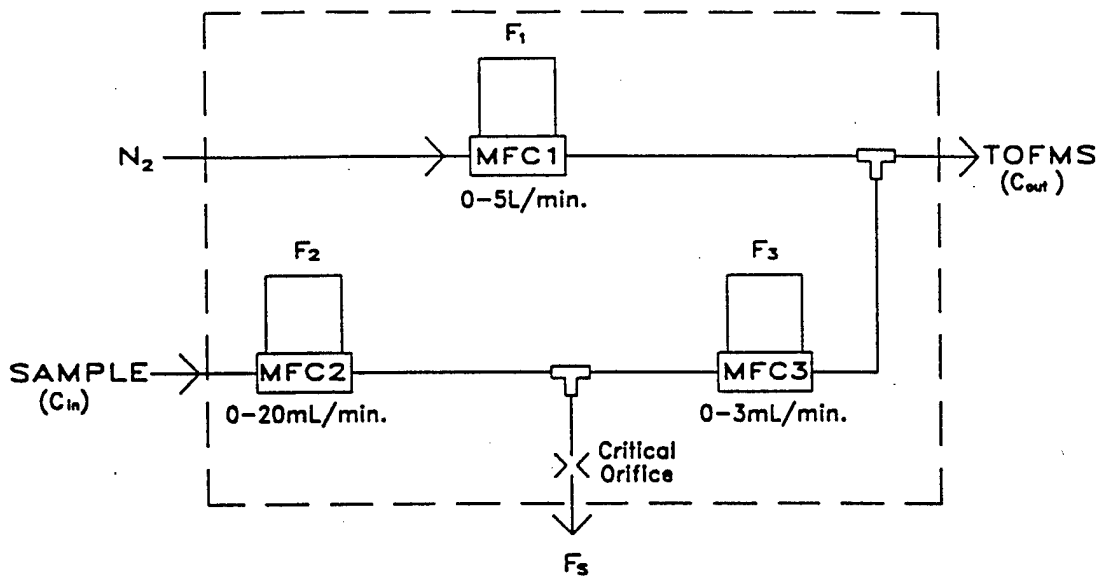 F₁
N₂
MFC1
TOFMS
(Cout)
0-5L/min.
F₂
F₃
SAMPLE
(Cin)
MFC2
MFC3
0-20mL/min.
0-3mL/min.
Critical
Orifice
Fs